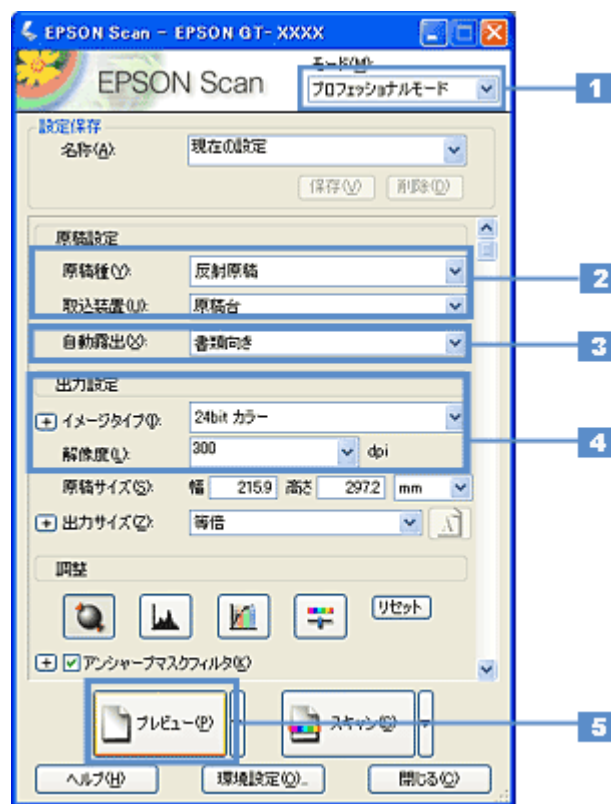 EPSON Scan - EPSON GT-XXXX
モード(M):
EPSON Scan
プロフェッショナルモード
1
設定保存
名称(A):
現在の設定
保存(V) 削除(D)
原稿設定
原稿種(Y): 反射原稿
2
取込装置(U): 原稿台
自動露出(X): 書類向き
3
出力設定
+ イメージタイプ(I): 24bit カラー
4
解像度(L): 300 dpi
原稿サイズ(S): 幅 215.9 高さ 297.2 mm
+ 出力サイズ(Z): 等倍
調整
リセット
+ アンシャープマスクフィルタ(K)
プレビュー(P) スキャン(S)
5
ヘルプ(H) 環境設定(O)... 閉じる(C)